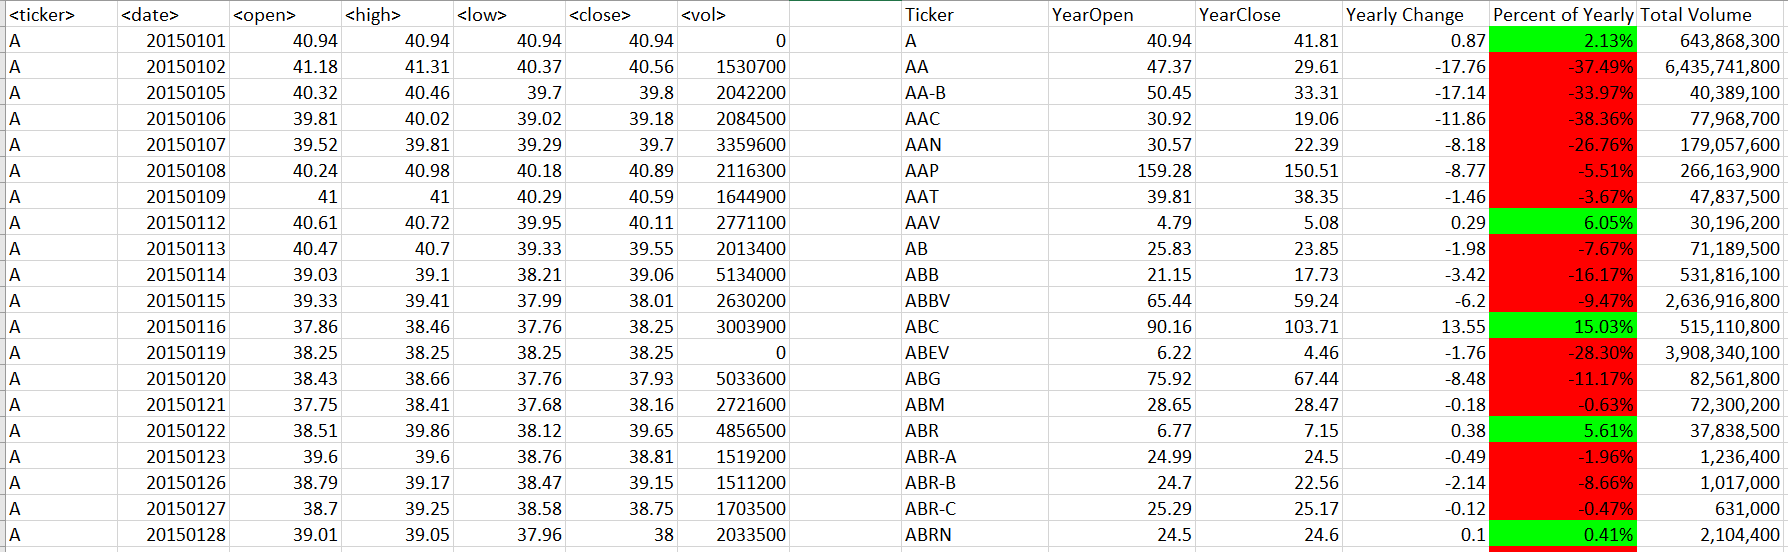 <ticker> <date> <open> <high> <low> <close> <vol> Ticker YearOpen YearClose Yearly Change Percent of Yearly Total Volume
A 20150101 40.94 40.94 40.94 40.94 0 A 40.94 41.81 0.87 2.13% 643,868,300
A 20150102 41.18 41.31 40.37 40.56 1530700 AA 47.37 29.61 -17.76 -37.49% 6,435,741,800
A 20150105 40.32 40.46 39.7 39.8 2042200 AA-B 50.45 33.31 -17.14 -33.97% 40,389,100
A 20150106 39.81 40.02 39.02 39.18 2084500 AAC 30.92 19.06 -11.86 -38.36% 77,968,700
A 20150107 39.52 39.81 39.29 39.7 3359600 AAN 30.57 22.39 -8.18 -26.76% 179,057,600
A 20150108 40.24 40.98 40.18 40.89 2116300 AAP 159.28 150.51 -8.77 -5.51% 266,163,900
A 20150109 41 41 40.29 40.59 1644900 AAT 39.81 38.35 -1.46 -3.67% 47,837,500
A 20150112 40.61 40.72 39.95 40.11 2771100 AAV 4.79 5.08 0.29 6.05% 30,196,200
A 20150113 40.47 40.7 39.33 39.55 2013400 AB 25.83 23.85 -1.98 -7.67% 71,189,500
A 20150114 39.03 39.1 38.21 39.06 5134000 ABB 21.15 17.73 -3.42 -16.17% 531,816,100
A 20150115 39.33 39.41 37.99 38.01 2630200 ABBV 65.44 59.24 -6.2 -9.47% 2,636,916,800
A 20150116 37.86 38.46 37.76 38.25 3003900 ABC 90.16 103.71 13.55 15.03% 515,110,800
A 20150119 38.25 38.25 38.25 38.25 0 ABEV 6.22 4.46 -1.76 -28.30% 3,908,340,100
A 20150120 38.43 38.66 37.76 37.93 5033600 ABG 75.92 67.44 -8.48 -11.17% 82,561,800
A 20150121 37.75 38.41 37.68 38.16 2721600 ABM 28.65 28.47 -0.18 -0.63% 72,300,200
A 20150122 38.51 39.86 38.12 39.65 4856500 ABR 6.77 7.15 0.38 5.61% 37,838,500
A 20150123 39.6 39.6 38.76 38.81 1519200 ABR-A 24.99 24.5 -0.49 -1.96% 1,236,400
A 20150126 38.79 39.17 38.47 39.15 1511200 ABR-B 24.7 22.56 -2.14 -8.66% 1,017,000
A 20150127 38.7 39.25 38.58 38.75 1703500 ABR-C 25.29 25.17 -0.12 -0.47% 631,000
A 20150128 39.01 39.05 37.96 38 2033500 ABRN 24.5 24.6 0.1 0.41% 2,104,400